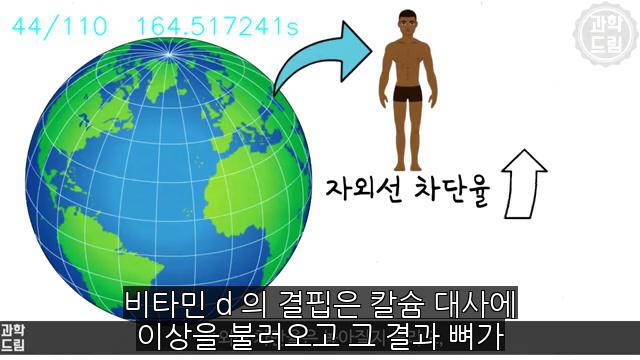 44/110 164.517241s
과학
드림
자외선 차단율
비타민 d 의 결핍은 칼슘 대사에
이상을 불러오고 그 결과 뼈가
과학
드림